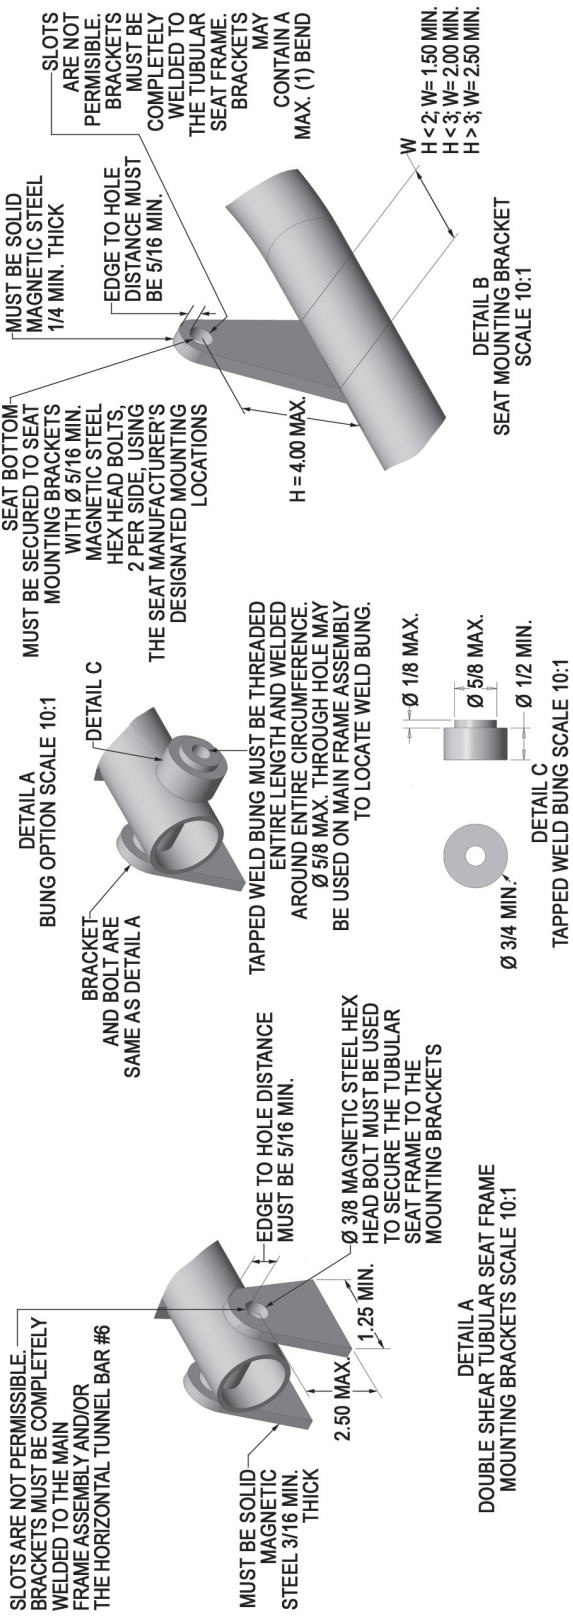 SLOTS ARE NOT PERMISSIBLE.
BRACKETS MUST BE COMPLETELY
WELDED TO THE MAIN
FRAME ASSEMBLY AND/OR
THE HORIZONTAL TUNNEL BAR #6
MUST BE SOLID
MAGNETIC
STEEL 3/16 MIN.
THICK
EDGE TO HOLE DISTANCE
MUST BE 5/16 MIN.
Ø 3/8 MAGNETIC STEEL HEX
HEAD BOLT MUST BE USED
TO SECURE THE TUBULAR
SEAT FRAME TO THE
MOUNTING BRACKETS
2.50 MAX.
1.25 MIN.
DETAIL A
DOUBLE SHEAR TUBULAR SEAT FRAME
MOUNTING BRACKETS SCALE 10:1
DETAIL A
BUNG OPTION SCALE 10:1
BRACKET
AND BOLT ARE
SAME AS DETAIL A
DETAIL C
TAPPED WELD BUNG MUST BE THREADED
ENTIRE LENGTH AND WELDED
AROUND ENTIRE CIRCUMFERENCE.
Ø 5/8 MAX. THROUGH HOLE MAY
BE USED ON MAIN FRAME ASSEMBLY
TO LOCATE WELD BUNG.
Ø 3/4 MIN.
Ø 1/8 MAX.
Ø 5/8 MAX.
Ø 1/2 MIN.
DETAIL C
TAPPED WELD BUNG SCALE 10:1
SEAT BOTTOM
MUST BE SECURED TO SEAT
MOUNTING BRACKETS
WITH Ø 5/16 MIN.
MAGNETIC STEEL
HEX HEAD BOLTS,
2 PER SIDE, USING
THE SEAT MANUFACTURER'S
DESIGNATED MOUNTING
LOCATIONS
MUST BE SOLID
MAGNETIC STEEL
1/4 MIN. THICK
EDGE TO HOLE
DISTANCE MUST
BE 5/16 MIN.
SLOTS
ARE NOT
PERMISIBLE.
BRACKETS
MUST BE
COMPLETELY
WELDED TO
THE TUBULAR
SEAT FRAME.
BRACKETS
MAY
CONTAIN A
MAX. (1) BEND
H = 4.00 MAX.
W
H < 2; W= 1.50 MIN.
H < 3; W= 2.00 MIN.
H > 3; W= 2.50 MIN.
DETAIL B
SEAT MOUNTING BRACKET
SCALE 10:1